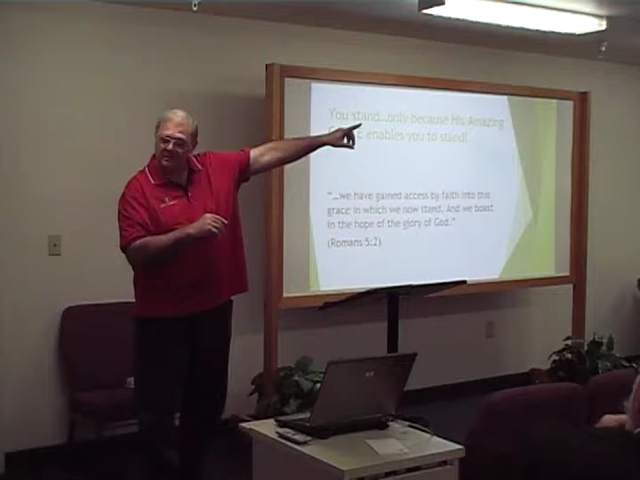 You stand...only because His Amazing
enables you to stand!
"...we have gained access by faith into this
grace in which we now stand. And we boast
in the hope of the glory of God."
(Romans 5:2)